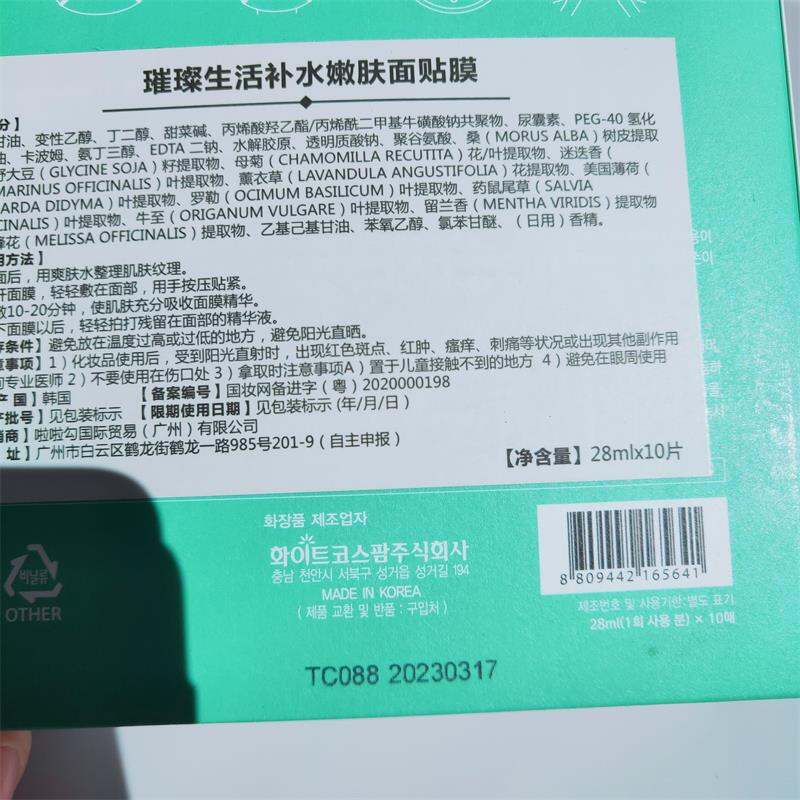 璀璨生活补水嫩肤面贴膜
分】
甘油、变性乙醇、丁二醇、甜菜碱、丙烯酸羟乙酯/丙烯酰二甲基牛磺酸钠共聚物、尿囊素、PEG-40 氢化
油、卡波姆、氨丁三醇、EDTA 二钠、水解胶原、透明质酸钠、聚谷氨酸、桑 ( MORUS ALBA ) 树皮提取
野大豆 ( GLYCINE SOJA ) 籽提取物、母菊 ( CHAMOMILLA RECUTITA ) 花/叶提取物、迷迭香 (
MARINUS OFFICINALIS ) 叶提取物、薰衣草 ( LAVANDULA ANGUSTIFOLIA ) 花提取物、美国薄荷 (
ARDA DIDYMA ) 叶提取物、罗勒 ( OCIMUM BASILICUM ) 叶提取物、药鼠尾草 ( SALVIA
CINALIS ) 叶提取物、牛至 ( ORIGANUM VULGARE ) 叶提取物、留兰香 ( MENTHA VIRIDIS ) 提取物
蜂花 ( MELISSA OFFICINALIS ) 提取物、乙基己基甘油、苯氧乙醇、氯苯甘醚、（日用）香精。
用方法】
面后，用爽肤水整理肌肤纹理。
开面膜，轻轻敷在面部，用手按压贴紧。
敷10-20分钟，使肌肤充分吸收面膜精华。
下面膜以后，轻轻拍打残留在面部的精华液。
存条件】避免放在温度过高或过低的地方，避免阳光直晒。
意事项】1 ) 化妆品使用后，受到阳光直射时，出现红色斑点、红肿、瘙痒、刺痛等状况或出现其他副作用
询专业医师 2 ) 不要使用在伤口处 3 ) 拿取时注意事项A ) 置于儿童接触不到的地方 4 ) 避免在眼周使用
产 国】韩国 【备案编号】国妆网备进字 ( 粤 ) 2020000198
产批号】见包装标示 【限期使用日期】见包装标示 (年/月/日 )
销商】啦啦勾国际贸易 ( 广州 ) 有限公司
址】广州市白云区鹤龙街鹤龙一路985号201-9 ( 自主申报 )
【净含量】28mlx10片
화장품 제조업자
화이트코스팜주식회사
충남 천안시 서북구 성거읍 성거길 194
MADE IN KOREA
( 제품 교환 및 반품 : 구입처 )
비닐류
OTHER
8 809442 165641
제조번호 및 사용기한:별도 표기
28ml(1회 사용 분) × 10매
TC088 20230317